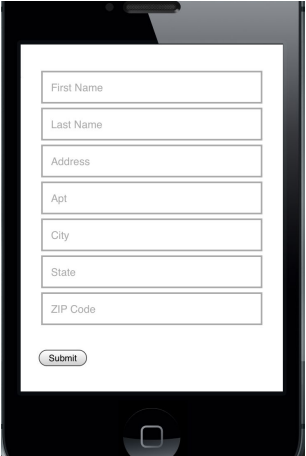 First Name
Last Name
Address
Apt
City
State
ZIP Code
Submit